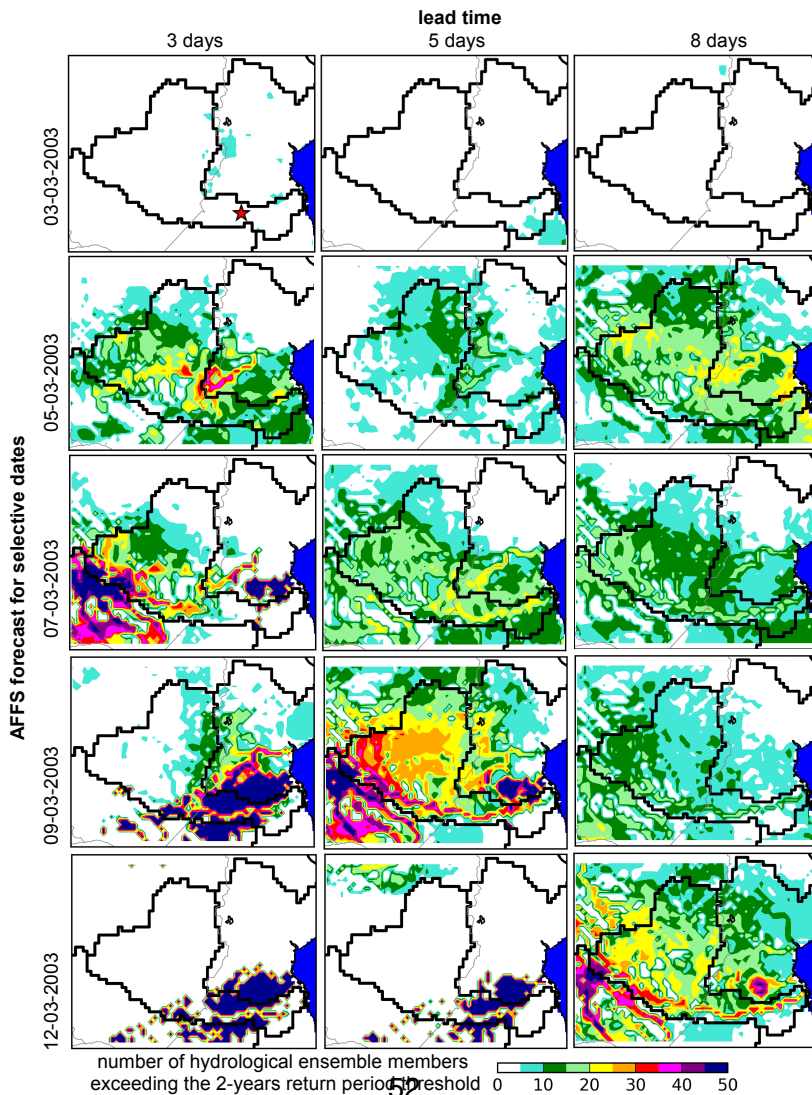 lead time
3 days 5 days 8 days
AFFS forecast for selective dates
03-03-2003
05-03-2003
07-03-2003
09-03-2003
12-03-2003
number of hydrological ensemble members
exceeding the 2-years return period threshold
0 10 20 30 40 50
52